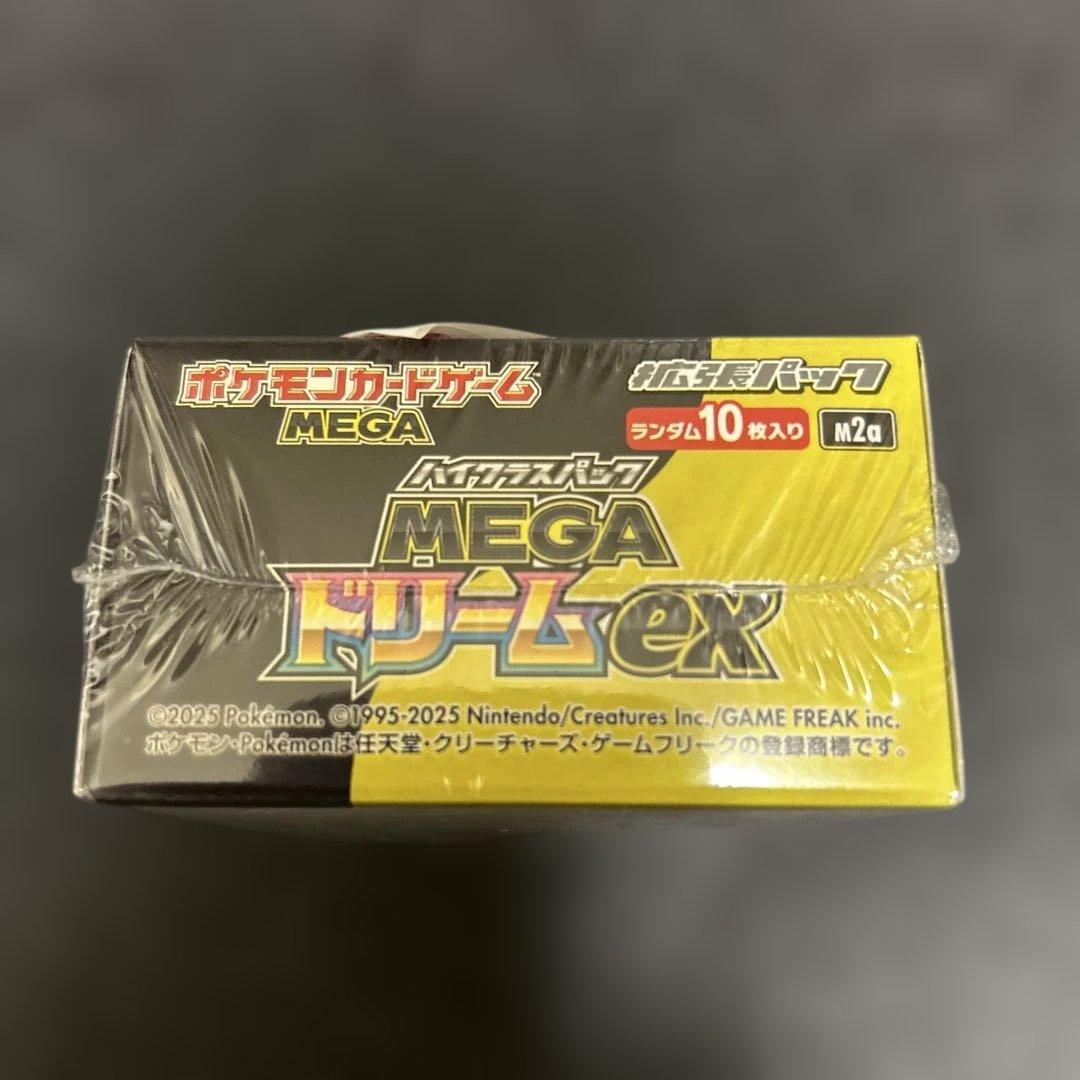 ポケモンカードゲーム™
MEGA
拡張パック
ランダム10枚入り M2a
ハイクラスパック
MEGA
ドリームex
©2025 Pokémon. ©1995-2025 Nintendo/Creatures Inc./GAME FREAK inc.
ポケモン・Pokémonは任天堂・クリーチャーズ・ゲームフリークの登録商標です。